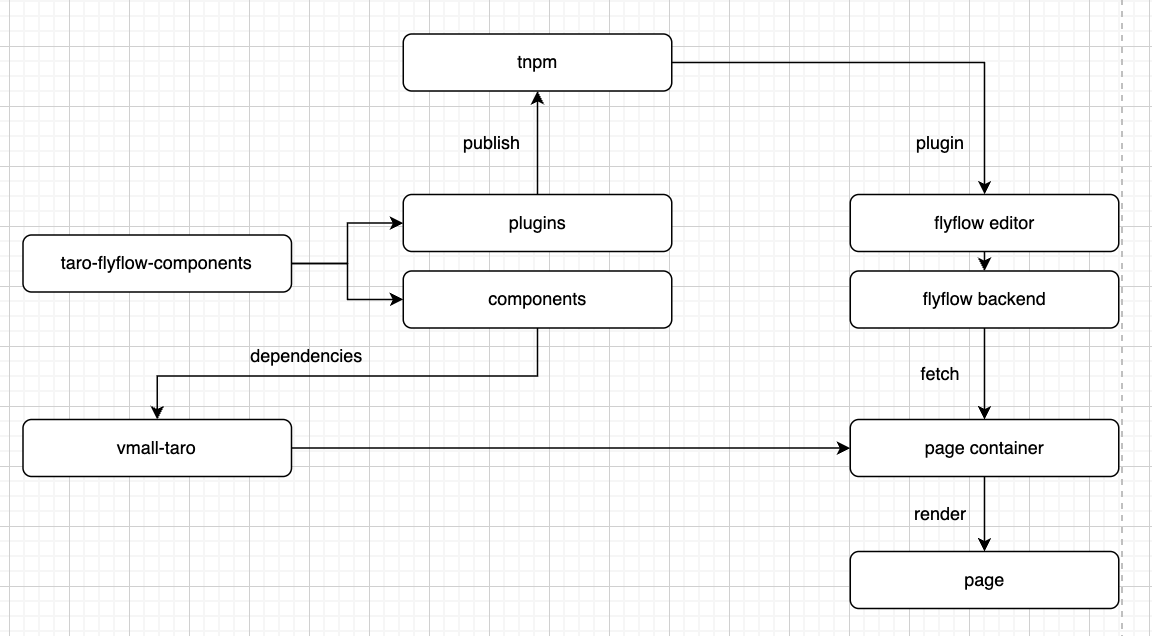 tnpm
publish
plugin
plugins
flyflow editor
taro-flyflow-components
components
flyflow backend
dependencies
fetch
vmall-taro
page container
render
page